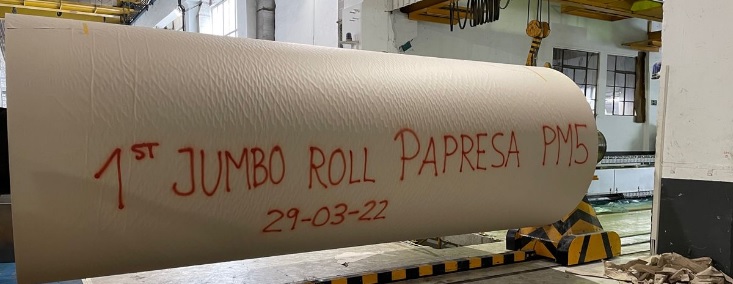 1ST JUMBO ROLL PAPRESA PM5
29-03-22